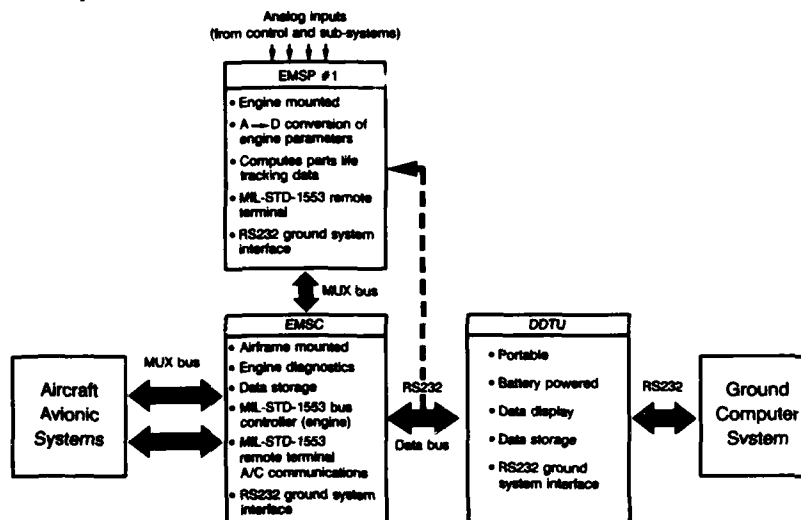 Analog inputs
(from control and sub-systems)
EMSP #1
• Engine mounted
• A → D conversion of
engine parameters
• Computes parts life
tracking data
• MIL-STD-1553 remote
terminal
• RS232 ground system
interface
MUX bus
EMSC
• Airframe mounted
• Engine diagnostics
• Data storage
• MIL-STD-1553 bus
controller (engine)
• MIL-STD-1553
remote terminal
A/C communications
• RS232 ground system
interface
MUX bus
Aircraft
Avionic
Systems
RS232
Data bus
DDTU
• Portable
• Battery powered
• Data display
• Data storage
• RS232 ground
system interface
RS232
Ground
Computer
System